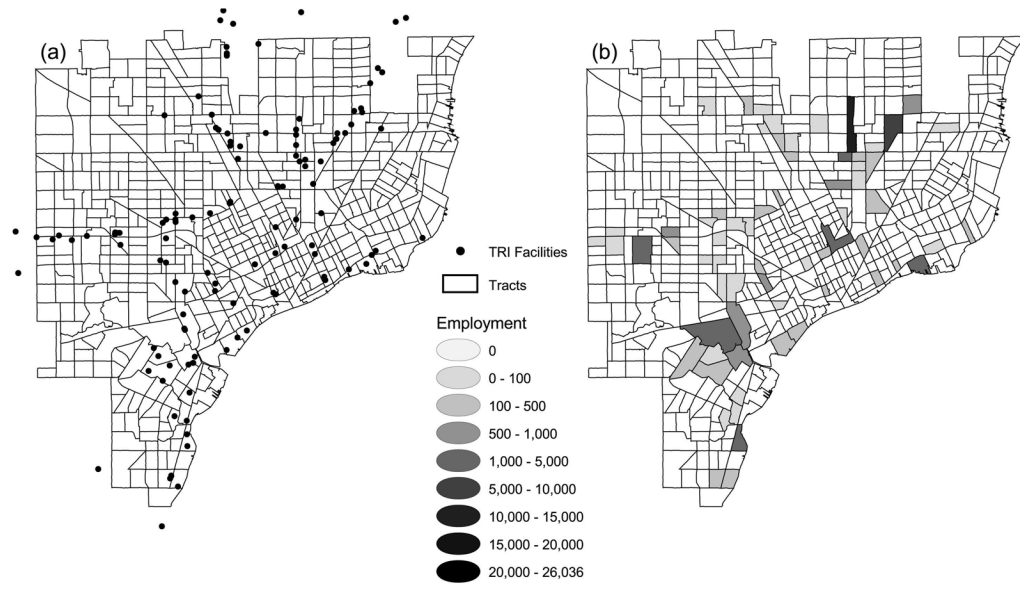 (a)
(b)
TRI Facilities
Tracts
Employment
0
0 - 100
100 - 500
500 - 1,000
1,000 - 5,000
5,000 - 10,000
10,000 - 15,000
15,000 - 20,000
20,000 - 26,036